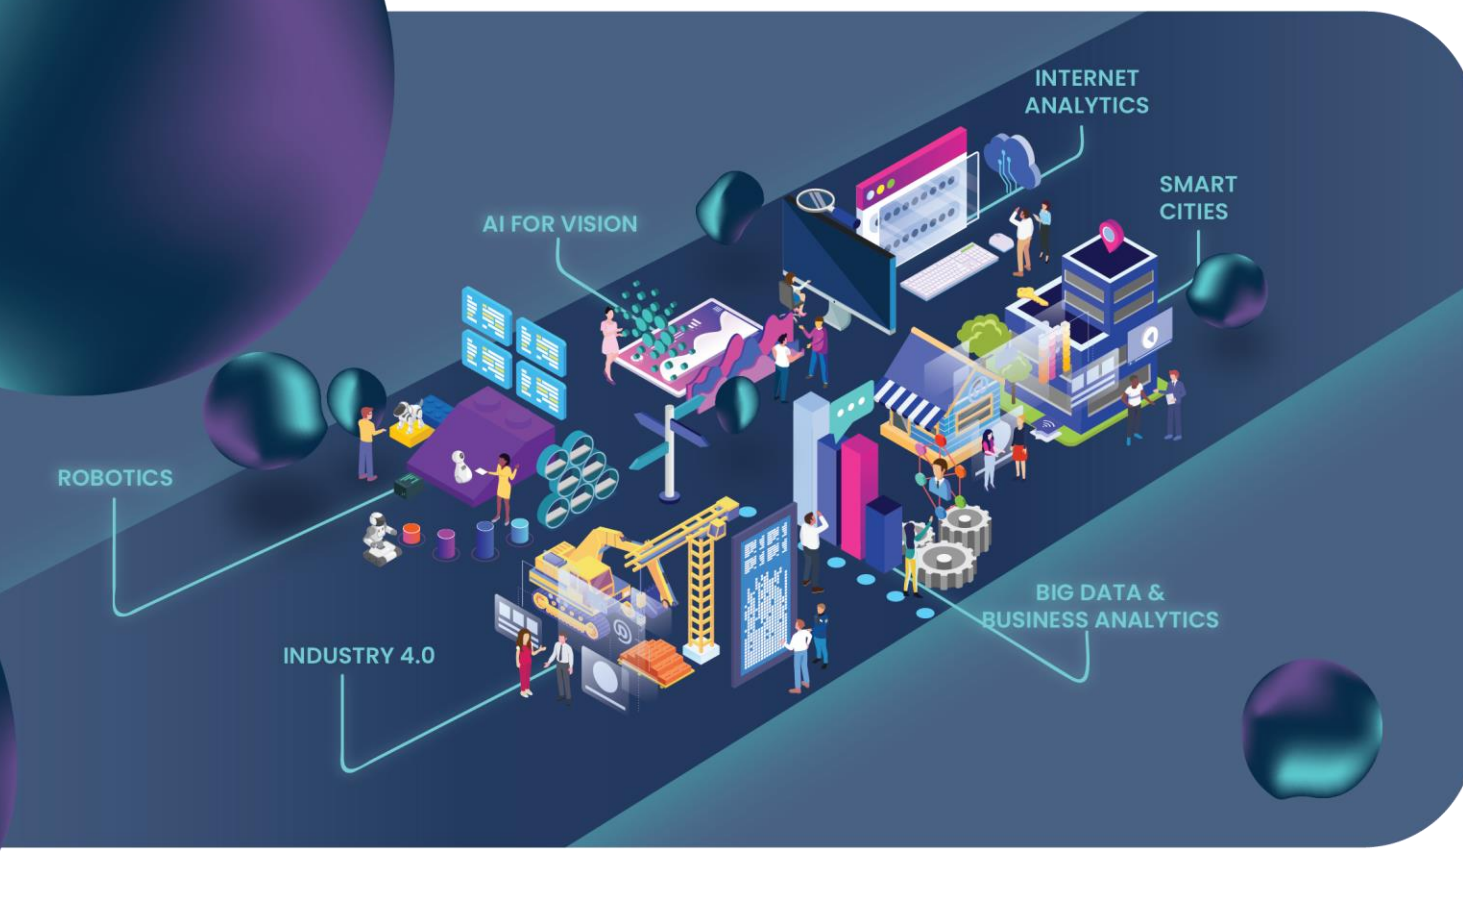 INTERNET
ANALYTICS
SMART
CITIES
AI FOR VISION
ROBOTICS
BIG DATA &
BUSINESS ANALYTICS
INDUSTRY 4.0